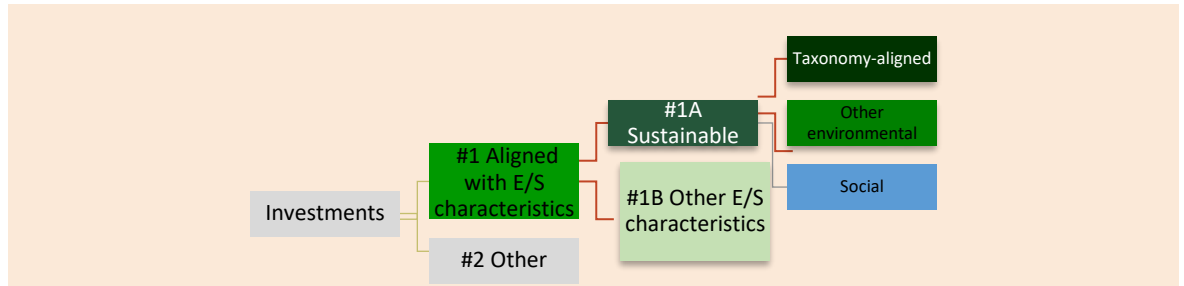 Investments
#1 Aligned
with E/S
characteristics
#2 Other
#1A
Sustainable
#1B Other E/S
characteristics
Taxonomy-aligned
Other
environmental
Social